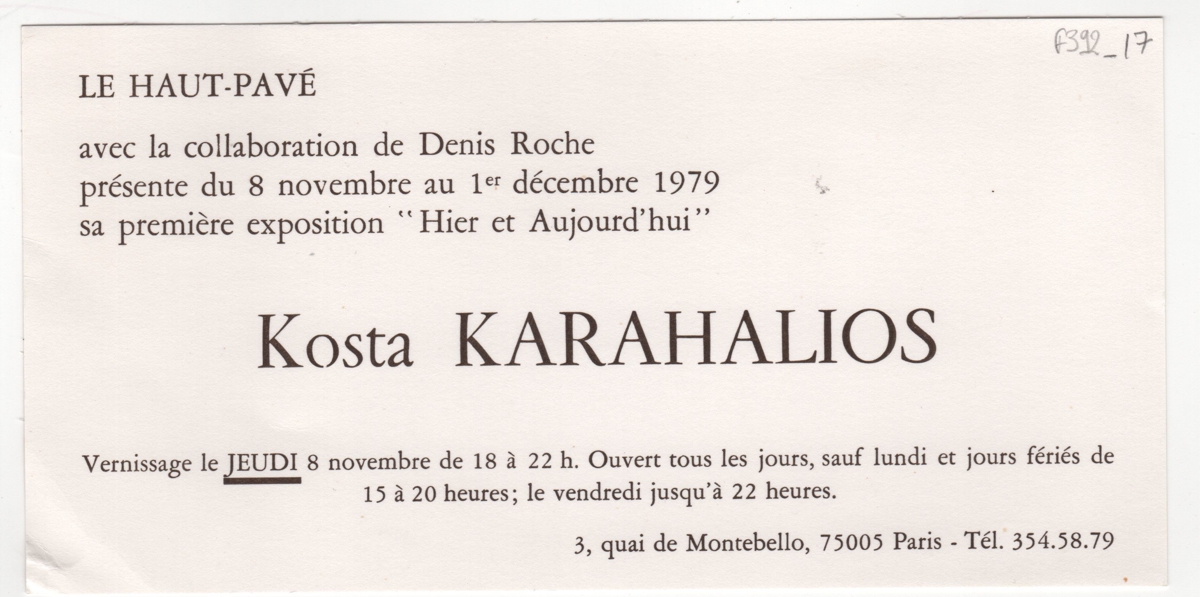 F392_17
LE HAUT-PAVÉ
avec la collaboration de Denis Roche
présente du 8 novembre au 1er décembre 1979
sa première exposition "Hier et Aujourd'hui"
Kosta KARAHALIOS
Vernissage le JEUDI 8 novembre de 18 à 22 h. Ouvert tous les jours, sauf lundi et jours fériés de
15 à 20 heures; le vendredi jusqu'à 22 heures.
3, quai de Montebello, 75005 Paris - Tél. 354.58.79